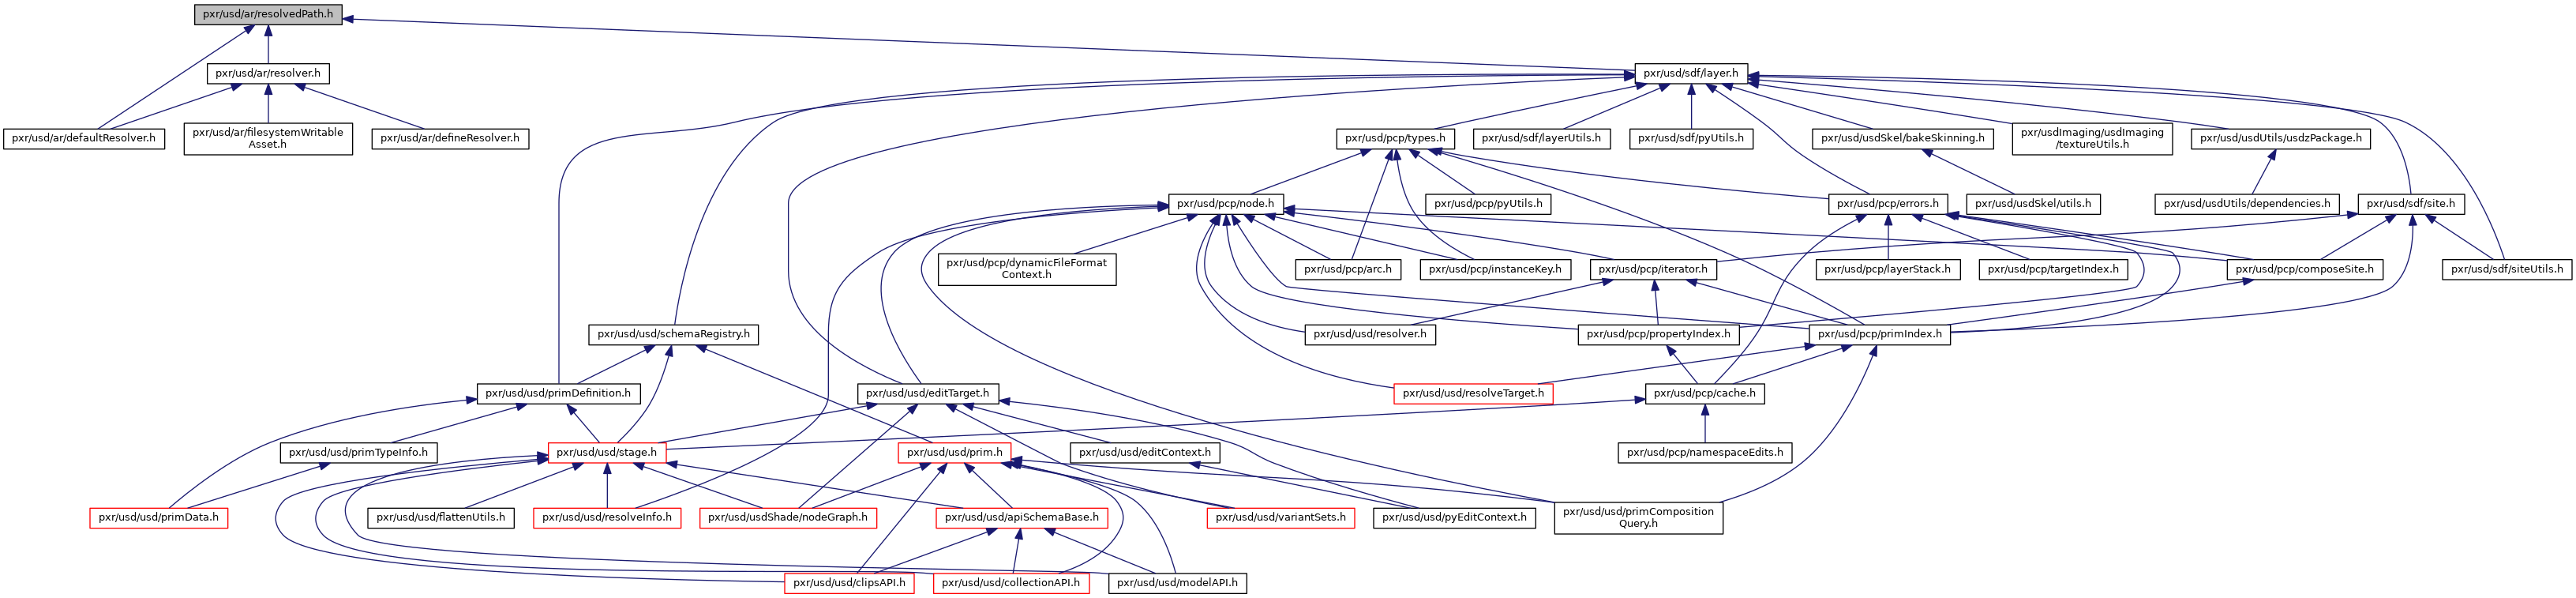 pxr/usd/ar/resolvedPath.h
pxr/usd/ar/resolver.h
pxr/usd/sdf/layer.h
pxr/usd/ar/defaultResolver.h
pxr/usd/ar/filesystemWritable
Asset.h
pxr/usd/ar/defineResolver.h
pxr/usd/pcp/types.h
pxr/usd/sdf/layerUtils.h
pxr/usd/sdf/pyUtils.h
pxr/usd/usdSkel/bakeSkinning.h
pxr/usdImaging/usdImaging
/textureUtils.h
pxr/usd/usdUtils/usdzPackage.h
pxr/usd/pcp/node.h
pxr/usd/pcp/pyUtils.h
pxr/usd/pcp/errors.h
pxr/usd/usdSkel/utils.h
pxr/usd/usdUtils/dependencies.h
pxr/usd/sdf/site.h
pxr/usd/pcp/dynamicFileFormat
Context.h
pxr/usd/pcp/arc.h
pxr/usd/pcp/instanceKey.h
pxr/usd/pcp/iterator.h
pxr/usd/pcp/layerStack.h
pxr/usd/pcp/targetIndex.h
pxr/usd/pcp/composeSite.h
pxr/usd/sdf/siteUtils.h
pxr/usd/usd/schemaRegistry.h
pxr/usd/usd/resolver.h
pxr/usd/pcp/propertyIndex.h
pxr/usd/pcp/primIndex.h
pxr/usd/usd/primDefinition.h
pxr/usd/usd/editTarget.h
pxr/usd/usd/resolveTarget.h
pxr/usd/pcp/cache.h
pxr/usd/usd/primTypeInfo.h
pxr/usd/usd/stage.h
pxr/usd/usd/prim.h
pxr/usd/usd/editContext.h
pxr/usd/pcp/namespaceEdits.h
pxr/usd/usd/primData.h
pxr/usd/usd/flattenUtils.h
pxr/usd/usd/resolveInfo.h
pxr/usd/usdShade/nodeGraph.h
pxr/usd/usd/apiSchemaBase.h
pxr/usd/usd/variantSets.h
pxr/usd/usd/pyEditContext.h
pxr/usd/usd/primComposition
Query.h
pxr/usd/usd/clipsAPI.h
pxr/usd/usd/collectionAPI.h
pxr/usd/usd/modelAPI.h